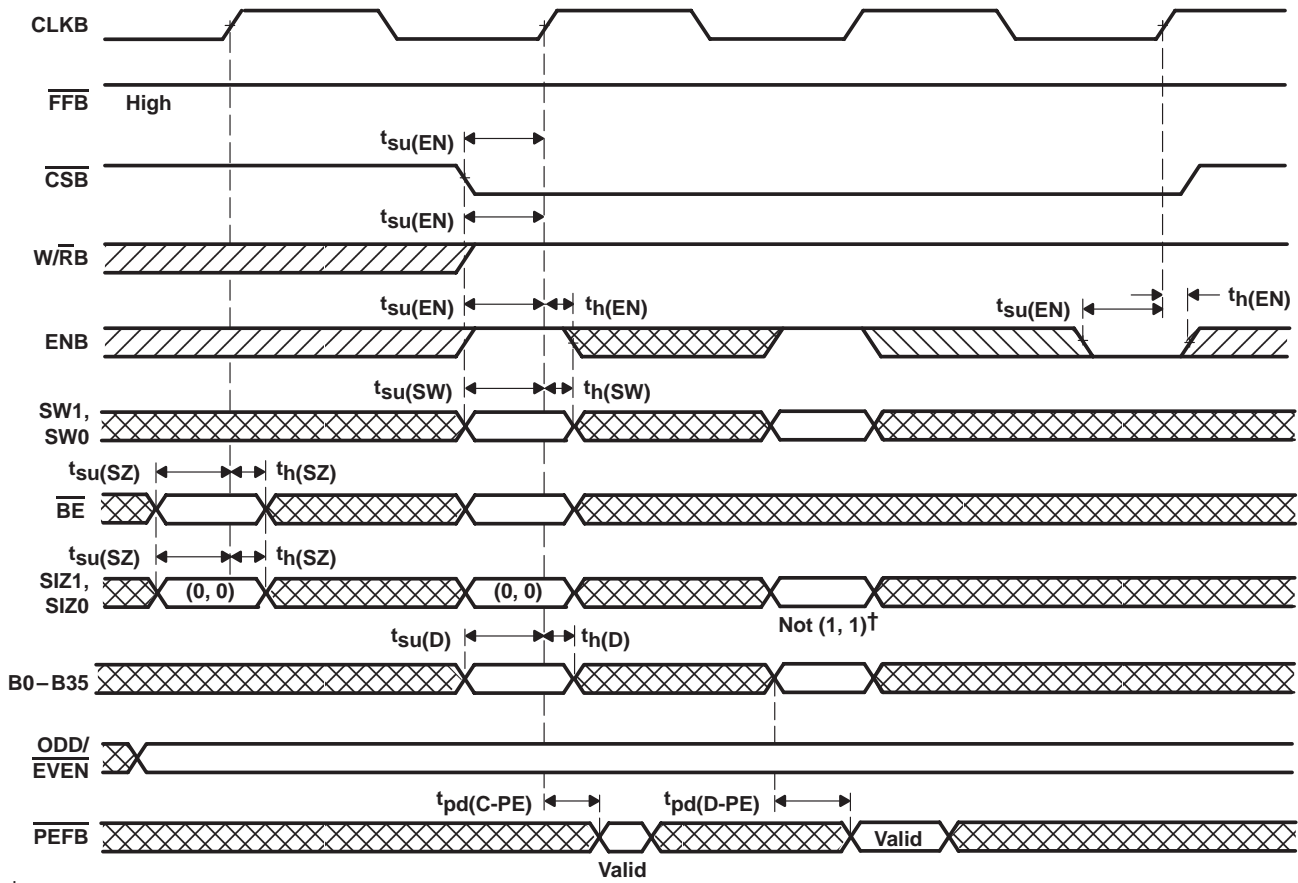 CLKB
FFB High
tsu(EN)
CSB
tsu(EN)
W/RB
tsu(EN) th(EN) tsu(EN) th(EN)
ENB
tsu(SW) th(SW)
SW1,
SW0
tsu(SZ) th(SZ)
BE
tsu(SZ) th(SZ)
SIZ1,
SIZ0
(0, 0) (0, 0)
Not (1, 1)†
tsu(D) th(D)
B0–B35
ODD/
EVEN
tpd(C-PE) tpd(D-PE)
PEFB
Valid
Valid